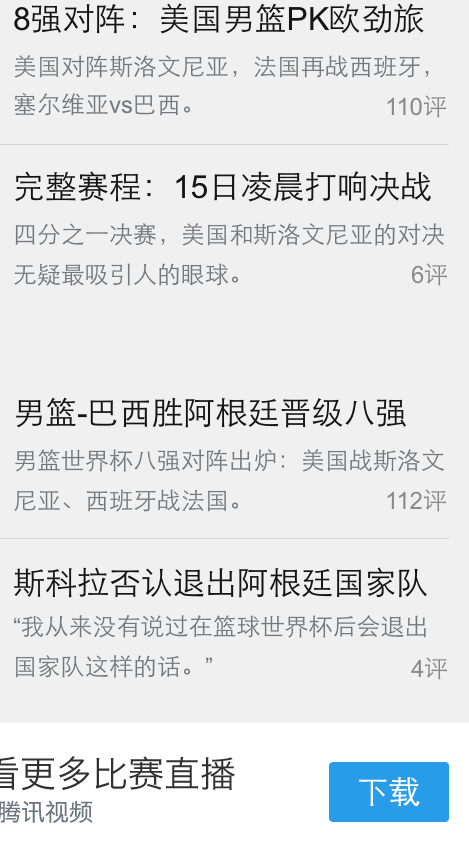 8强对阵：美国男篮PK欧劲旅
美国对阵斯洛文尼亚，法国再战西班牙，
塞尔维亚vs巴西。 110评
完整赛程：15日凌晨打响决战
四分之一决赛，美国和斯洛文尼亚的对决
无疑最吸引人的眼球。 6评
男篮-巴西胜阿根廷晋级八强
男篮世界杯八强对阵出炉：美国战斯洛文
尼亚、西班牙战法国。 112评
斯科拉否认退出阿根廷国家队
“我从来没有说过在篮球世界杯后会退出
国家队这样的话。” 4评
看更多比赛直播
腾讯视频
下载